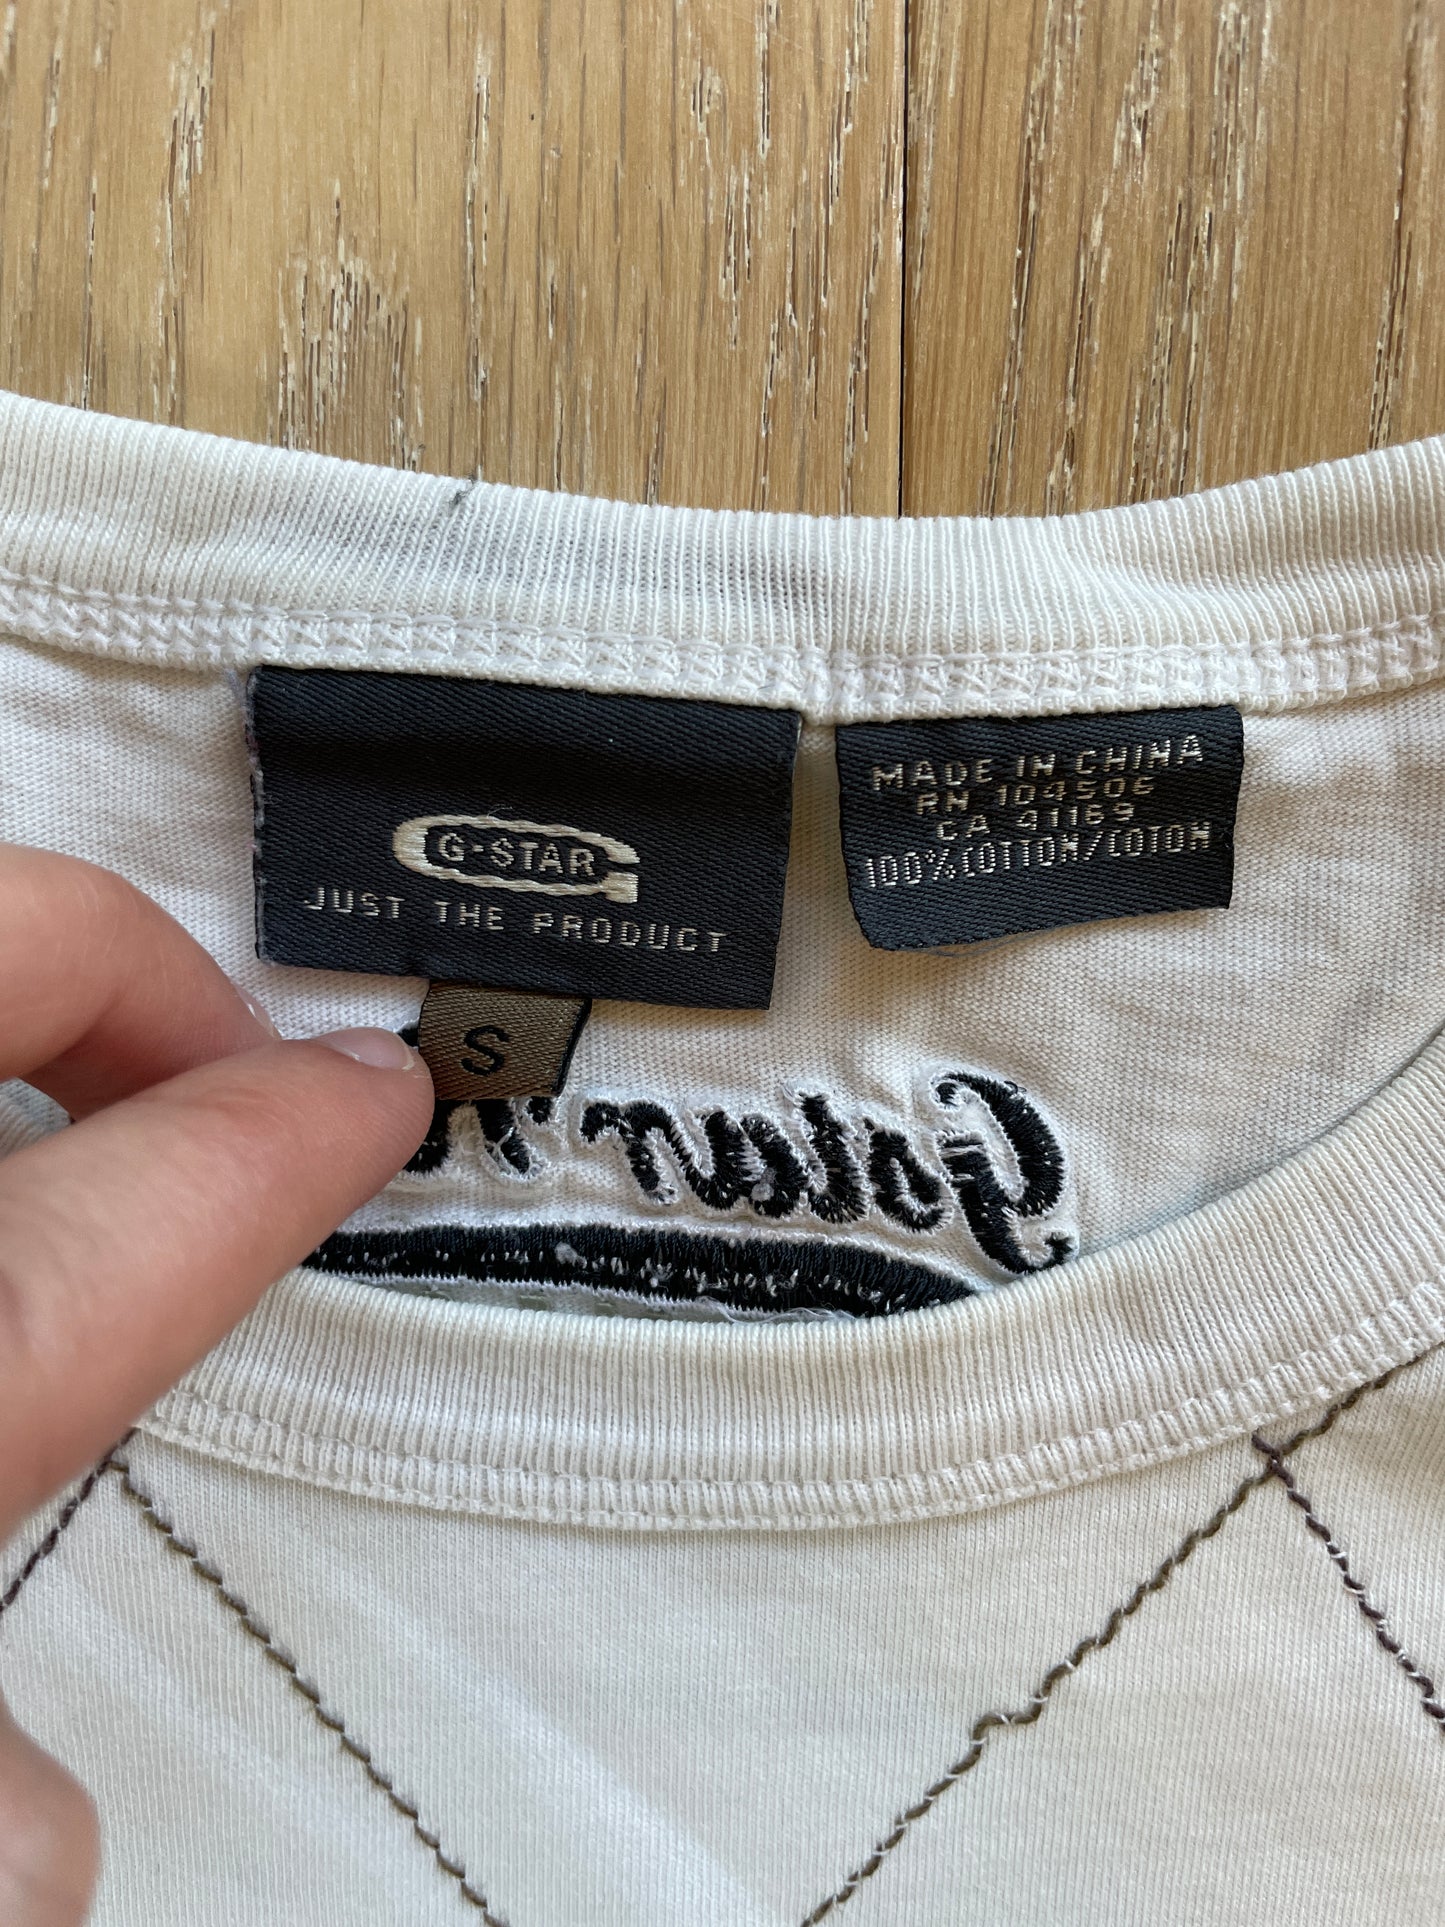 G-STAR
JUST THE PRODUCT
S
MADE IN CHINA
RN 104506
CA 41169
100% COTTON/COTON